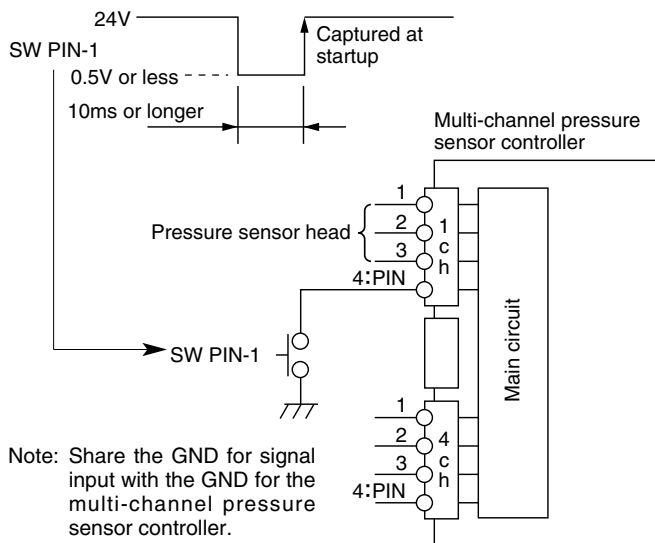 24V
SW PIN-1
Captured at
startup
0.5V or less
10ms or longer
Multi-channel pressure
sensor controller
1
2
3
4:PIN
Pressure sensor head
1
c
h
Main circuit
SW PIN-1
1
2
3
4:PIN
4
c
h
Note: Share the GND for signal
input with the GND for the
multi-channel pressure
sensor controller.